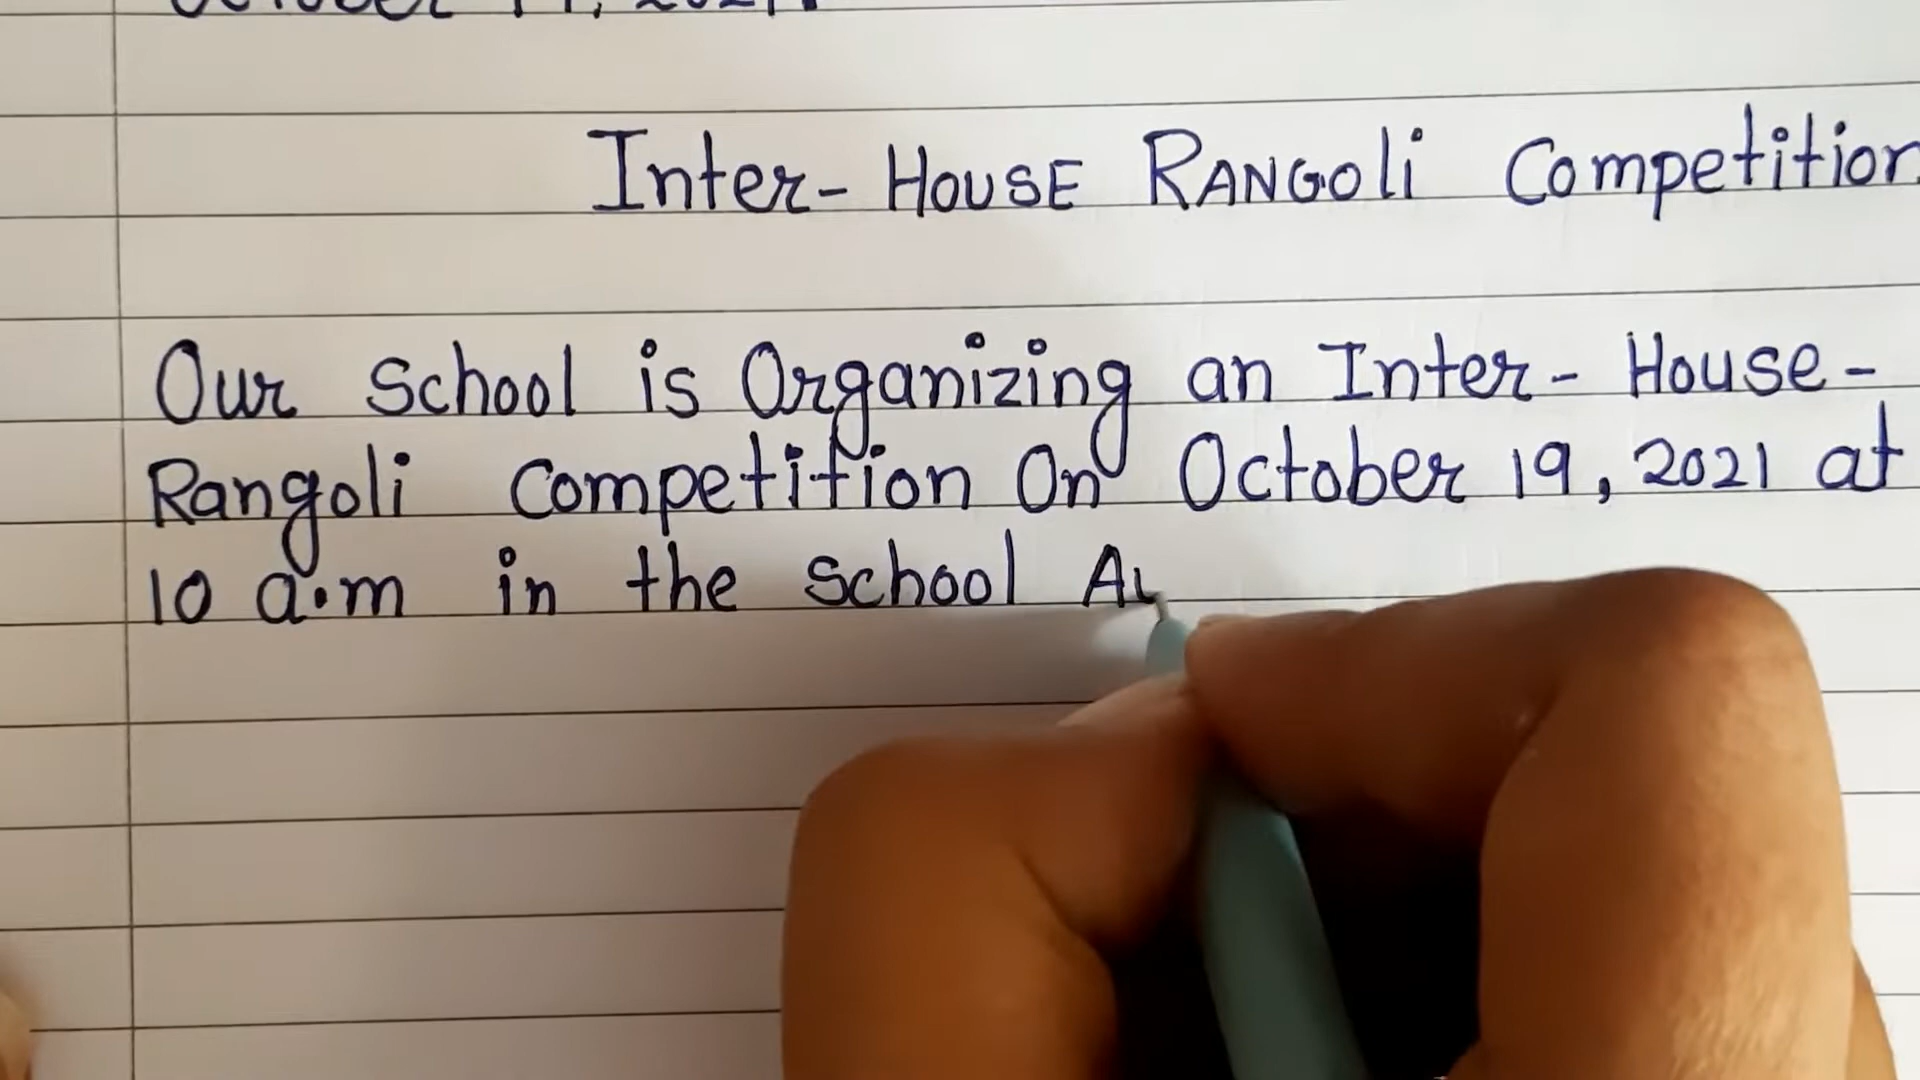 Inter-HOUSE RANGOli Competition
Our School is Organizing an Inter-House-
Rangoli Competition On October 19, 2021 at
10 a.m in the School Au